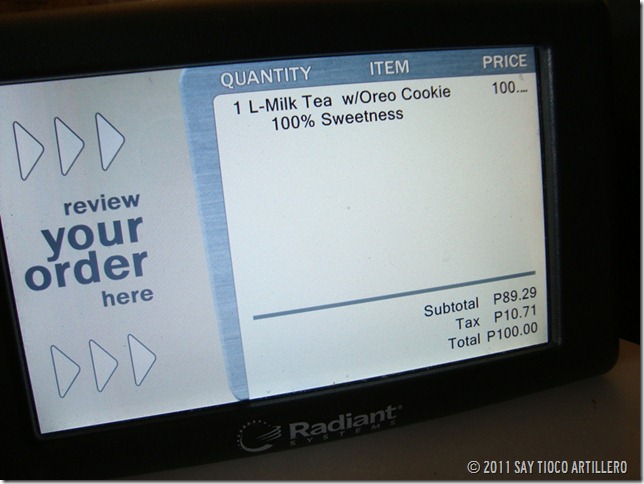 QUANTITY ITEM PRICE
1 L-Milk Tea w/Oreo Cookie 100....
100% Sweetness
review
your
order
here
Subtotal P89.29
Tax P10.71
Total P100.00
Radiant
SYSTEMS
© 2011 SAY TIOCO ARTILLERO